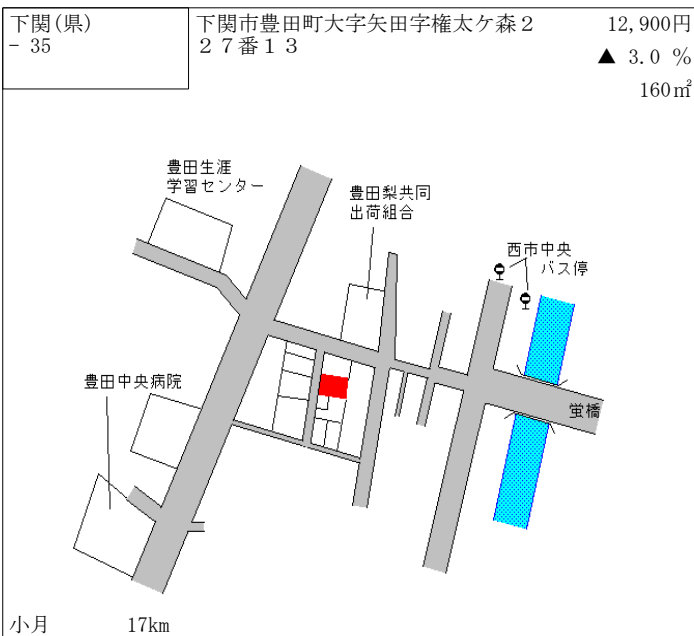 下関(県)
- 35
下関市豊田町大字矢田字権太ケ森2
27番13
12,900円
▲ 3.0 %
160㎡
豊田生涯
学習センター
豊田梨共同
出荷組合
西市中央
バス停
豊田中央病院
蛍橋
小月 17km